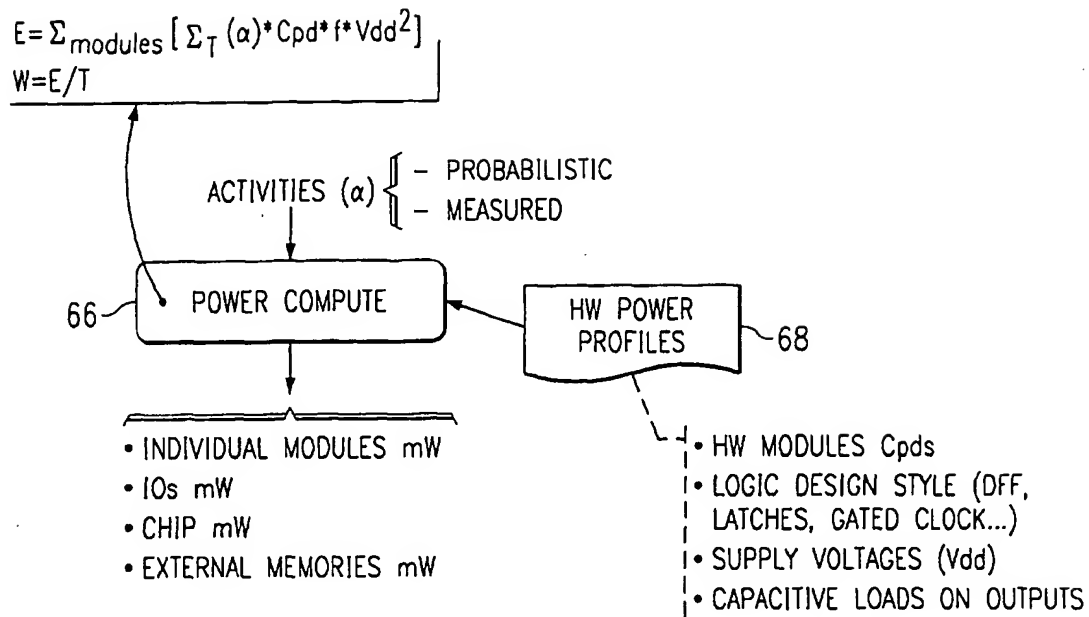 E=Σmodules[ΣT(α)*Cpd*f*Vdd²]
W=E/T
ACTIVITIES (α)
– PROBABILISTIC
– MEASURED
66
POWER COMPUTE
HW POWER
PROFILES
68
• INDIVIDUAL MODULES mW
• IOs mW
• CHIP mW
• EXTERNAL MEMORIES mW
• HW MODULES Cpds
• LOGIC DESIGN STYLE (DFF,
LATCHES, GATED CLOCK...)
• SUPPLY VOLTAGES (Vdd)
• CAPACITIVE LOADS ON OUTPUTS